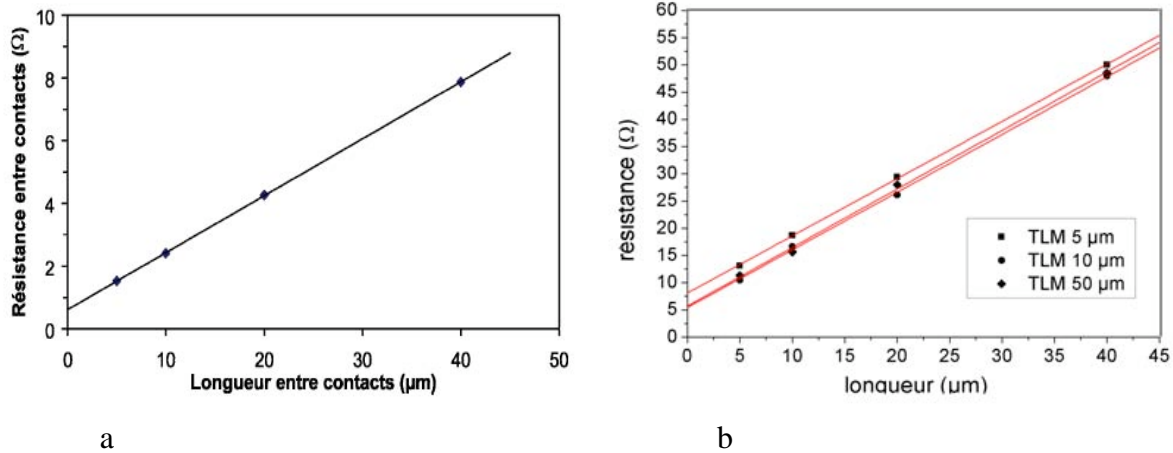 10
8
6
4
2
0
Résistance entre contacts (Ω)
0 10 20 30 40 50
Longueur entre contacts (µm)
a
60
55
50
45
40
35
30
25
20
15
10
5
0
résistance (Ω)
TLM 5 µm
TLM 10 µm
TLM 50 µm
0 5 10 15 20 25 30 35 40 45
longueur (µm)
b